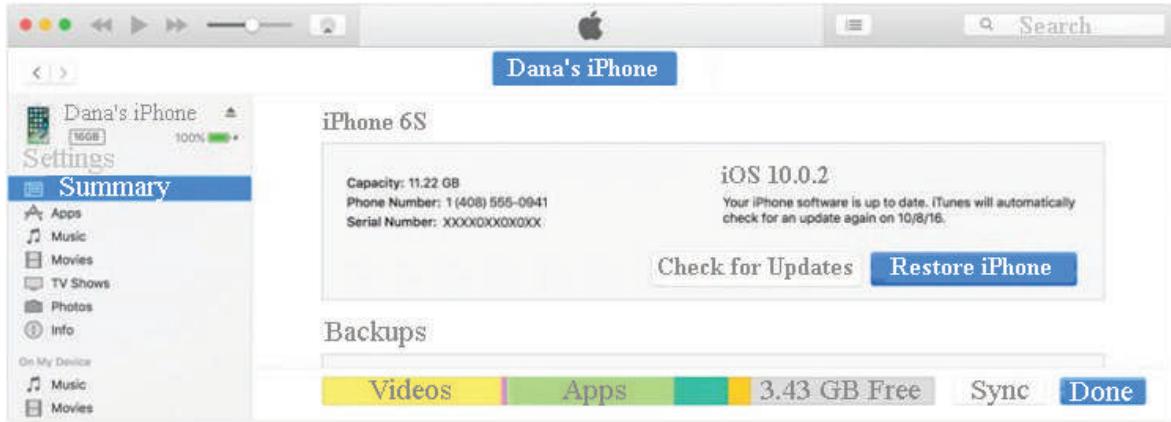 Search
Dana's iPhone
Dana's iPhone
16GB
100%
Settings
Summary
Apps
Music
Movies
TV Shows
Photos
Info
On My Device
Music
Movies
iPhone 6S
Capacity: 11.22 GB
Phone Number: 1 (408) 555-0941
Serial Number: XXXX0XX0X0XX
iOS 10.0.2
Your iPhone software is up to date. iTunes will automatically
check for an update again on 10/8/16.
Check for Updates
Restore iPhone
Backups
Videos
Apps
3.43 GB Free
Sync
Done